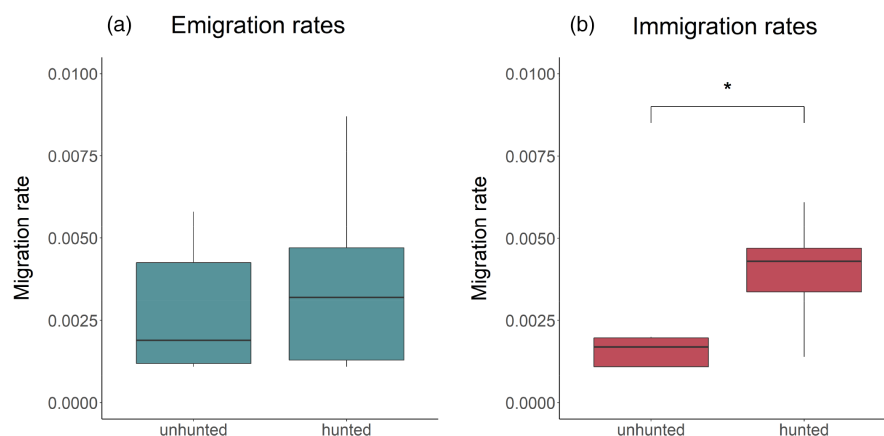 (a) Emigration rates
Migration rate
0.0100
0.0075
0.0050
0.0025
0.0000
unhunted hunted
(b) Immigration rates
Migration rate
0.0100
0.0075
0.0050
0.0025
0.0000
*
unhunted hunted